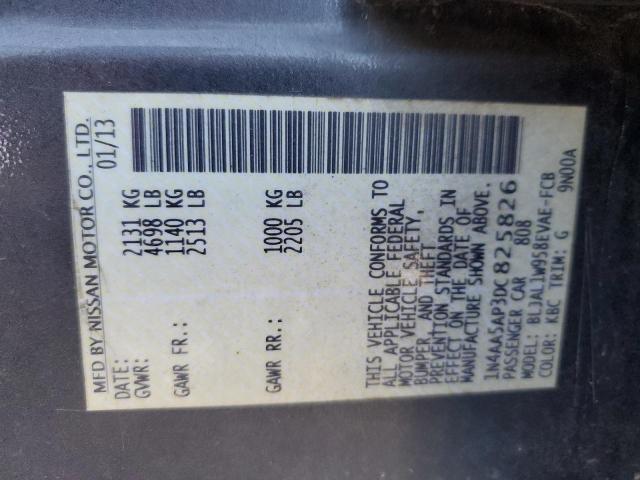 MFD BY NISSAN MOTOR CO., LTD.
DATE: 01/13
GVWR: 2131 KG
4698 LB
GAWR FR.: 1140 KG
2513 LB
GAWR RR.: 1000 KG
2205 LB
THIS VEHICLE CONFORMS TO
ALL APPLICABLE FEDERAL
MOTOR VEHICLE SAFETY,
BUMPER, AND THEFT
PREVENTION STANDARDS IN
EFFECT ON THE DATE OF
MANUFACTURE SHOWN ABOVE.
1N4AA5AP3DC825826
PASSENGER CAR 808
MODEL: BLJAL1W958EVAE-FCB
COLOR: KBC TRIM: G 9N00A